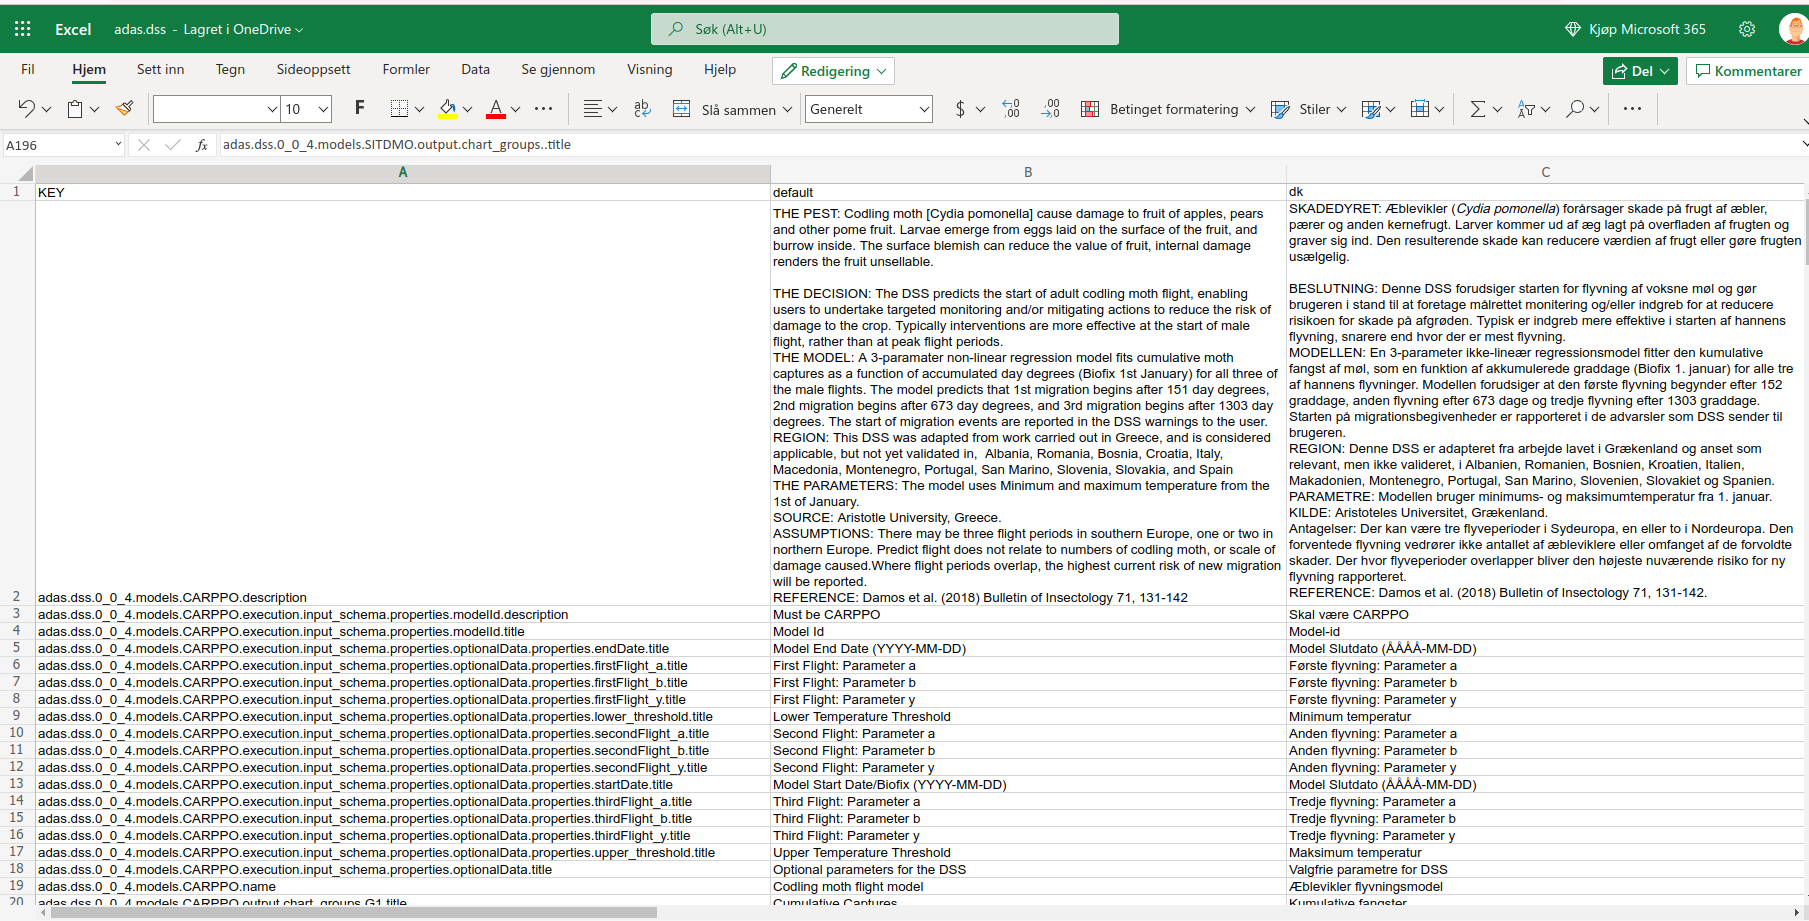 Excel adas.dss - Lagret i OneDrive Søk (Alt+U) Kjøp Microsoft 365
Fil Hjem Sett inn Tegn Sideoppsett Formler Data Se gjennom Visning Hjelp Redigering Del Kommentarer
10 F A ab Slå sammen Generelt $ Betinget formatering Stiler
A196 fx adas.dss.0_0_4.models.SITDMO.output.chart_groups..title
A B C
1 KEY default dk
THE PEST: Codling moth [Cydia pomonella] cause damage to fruit of apples, pears
and other pome fruit. Larvae emerge from eggs laid on the surface of the fruit, and
burrow inside. The surface blemish can reduce the value of fruit, internal damage
renders the fruit unsellable.
THE DECISION: The DSS predicts the start of adult codling moth flight, enabling
users to undertake targeted monitoring and/or mitigating actions to reduce the risk of
damage to the crop. Typically interventions are more effective at the start of male
flight, rather than at peak flight periods.
THE MODEL: A 3-paramater non-linear regression model fits cumulative moth
captures as a function of accumulated day degrees (Biofix 1st January) for all three of
the male flights. The model predicts that 1st migration begins after 151 day degrees,
2nd migration begins after 673 day degrees, and 3rd migration begins after 1303 day
degrees. The start of migration events are reported in the DSS warnings to the user.
REGION: This DSS was adapted from work carried out in Greece, and is considered
applicable, but not yet validated in,  Albania, Romania, Bosnia, Croatia, Italy,
Macedonia, Montenegro, Portugal, San Marino, Slovenia, Slovakia, and Spain
THE PARAMETERS: The model uses Minimum and maximum temperature from the
1st of January.
SOURCE: Aristotle University, Greece.
ASSUMPTIONS: There may be three flight periods in southern Europe, one or two in
northern Europe. Predict flight does not relate to numbers of codling moth, or scale of
damage caused.Where flight periods overlap, the highest current risk of new migration
will be reported.
REFERENCE: Damos et al. (2018) Bulletin of Insectology 71, 131-142
SKADEDYRET: Æblevikler (Cydia pomonella) forårsager skade på frugt af æbler,
pærer og anden kernefrugt. Larver kommer ud af æg lagt på overfladen af frugten og
graver sig ind. Den resulterende skade kan reducere værdien af frugt eller gøre frugten
usælgelig.
BESLUTNING: Denne DSS forudsiger starten for flyvning af voksne møl og gør
brugeren i stand til at foretage målrettet monitering og/eller indgreb for at reducere
risikoen for skade på afgrøden. Typisk er indgreb mere effektive i starten af hannens
flyvning, snarere end hvor der er mest flyvning.
MODELLEN: En 3-parameter ikke-lineær regressionsmodel fitter den kumulative
fangst af møl, som en funktion af akkumulerede graddage (Biofix 1. januar) for alle tre
af hannens flyvninger. Modellen forudsiger at den første flyvning begynder efter 152
graddage, anden flyvning efter 673 dage og tredje flyvning efter 1303 graddage.
Starten på migrationsbegivenheder er rapporteret i de advarsler som DSS sender til
brugeren.
REGION: Denne DSS er adapteret fra arbejde lavet i Grækenland og anset som
relevant, men ikke valideret, i Albanien, Romanien, Bosnien, Kroatien, Italien,
Makadonien, Montenegro, Portugal, San Marino, Slovenien, Slovakiet og Spanien.
PARAMETRE: Modellen bruger minimums- og maksimumtemperatur fra 1. januar.
KILDE: Aristoteles Universitet, Grækenland.
Antagelser: Der kan være tre flyveperioder i Sydeuropa, en eller to i Nordeuropa. Den
forventede flyvning vedrører ikke antallet af æbleviklere eller omfanget af de forvoldte
skader. Der hvor flyveperioder overlapper bliver den højeste nuværende risiko for ny
flyvning rapporteret.
REFERENCE: Damos et al. (2018) Bulletin of Insectology 71, 131-142.
2 adas.dss.0_0_4.models.CARPPO.description
3 adas.dss.0_0_4.models.CARPPO.execution.input_schema.properties.modelId.description Must be CARPPO Skal være CARPPO
4 adas.dss.0_0_4.models.CARPPO.execution.input_schema.properties.modelId.title Model Id Model-id
5 adas.dss.0_0_4.models.CARPPO.execution.input_schema.properties.optionalData.properties.endDate.title Model End Date (YYYY-MM-DD) Model Slutdato (ÅÅÅÅ-MM-DD)
6 adas.dss.0_0_4.models.CARPPO.execution.input_schema.properties.optionalData.properties.firstFlight_a.title First Flight: Parameter a Første flyvning: Parameter a
7 adas.dss.0_0_4.models.CARPPO.execution.input_schema.properties.optionalData.properties.firstFlight_b.title First Flight: Parameter b Første flyvning: Parameter b
8 adas.dss.0_0_4.models.CARPPO.execution.input_schema.properties.optionalData.properties.firstFlight_y.title First Flight: Parameter y Første flyvning: Parameter y
9 adas.dss.0_0_4.models.CARPPO.execution.input_schema.properties.optionalData.properties.lower_threshold.title Lower Temperature Threshold Minimum temperatur
10 adas.dss.0_0_4.models.CARPPO.execution.input_schema.properties.optionalData.properties.secondFlight_a.title Second Flight: Parameter a Anden flyvning: Parameter a
11 adas.dss.0_0_4.models.CARPPO.execution.input_schema.properties.optionalData.properties.secondFlight_b.title Second Flight: Parameter b Anden flyvning: Parameter b
12 adas.dss.0_0_4.models.CARPPO.execution.input_schema.properties.optionalData.properties.secondFlight_y.title Second Flight: Parameter y Anden flyvning: Parameter y
13 adas.dss.0_0_4.models.CARPPO.execution.input_schema.properties.optionalData.properties.startDate.title Model Start Date/Biofix (YYYY-MM-DD) Model Slutdato (ÅÅÅÅ-MM-DD)
14 adas.dss.0_0_4.models.CARPPO.execution.input_schema.properties.optionalData.properties.thirdFlight_a.title Third Flight: Parameter a Tredje flyvning: Parameter a
15 adas.dss.0_0_4.models.CARPPO.execution.input_schema.properties.optionalData.properties.thirdFlight_b.title Third Flight: Parameter b Tredje flyvning: Parameter b
16 adas.dss.0_0_4.models.CARPPO.execution.input_schema.properties.optionalData.properties.thirdFlight_y.title Third Flight: Parameter y Tredje flyvning: Parameter y
17 adas.dss.0_0_4.models.CARPPO.execution.input_schema.properties.optionalData.properties.upper_threshold.title Upper Temperature Threshold Maksimum temperatur
18 adas.dss.0_0_4.models.CARPPO.execution.input_schema.properties.optionalData.title Optional parameters for the DSS Valgfrie parametre for DSS
19 adas.dss.0_0_4.models.CARPPO.name Codling moth flight model Æblevikler flyvningsmodel
20 adas.dss.0_0_4.models.CARPPO.output.chart_groups.G1.title Cumulative Captures Kumulative fangster